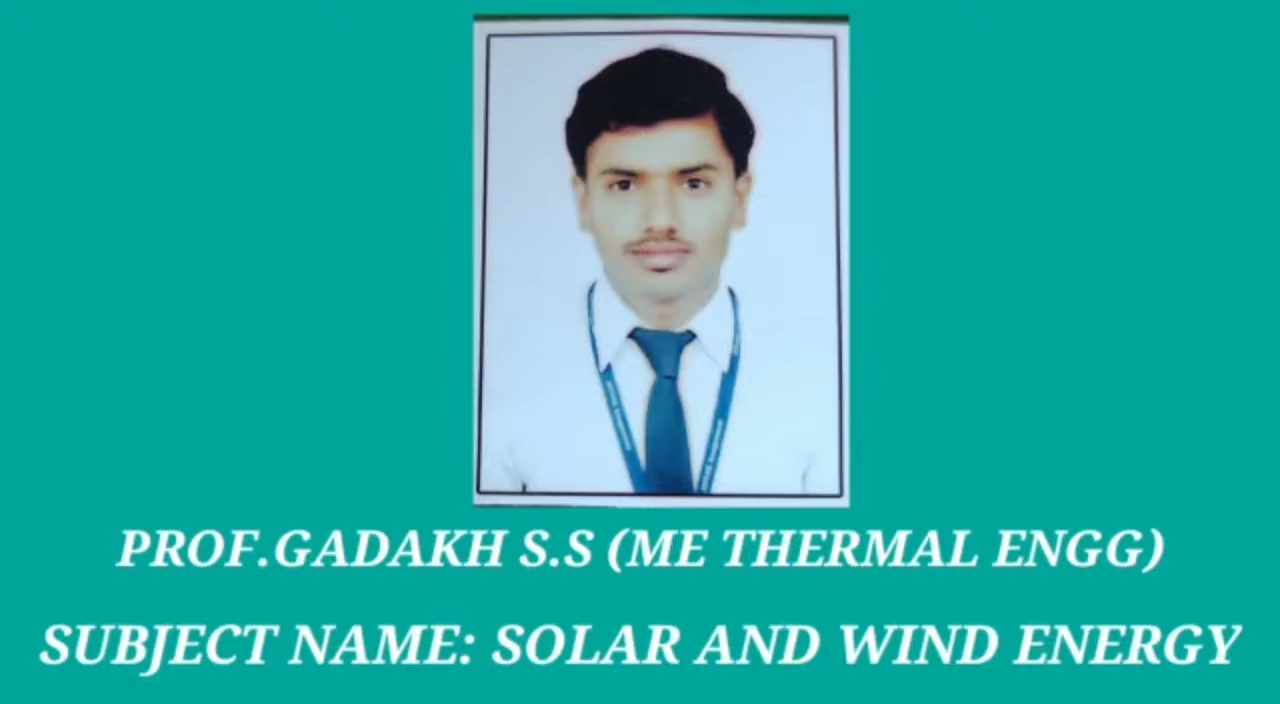 PROF.GADAKH S.S (ME THERMAL ENGG)
SUBJECT NAME: SOLAR AND WIND ENERGY